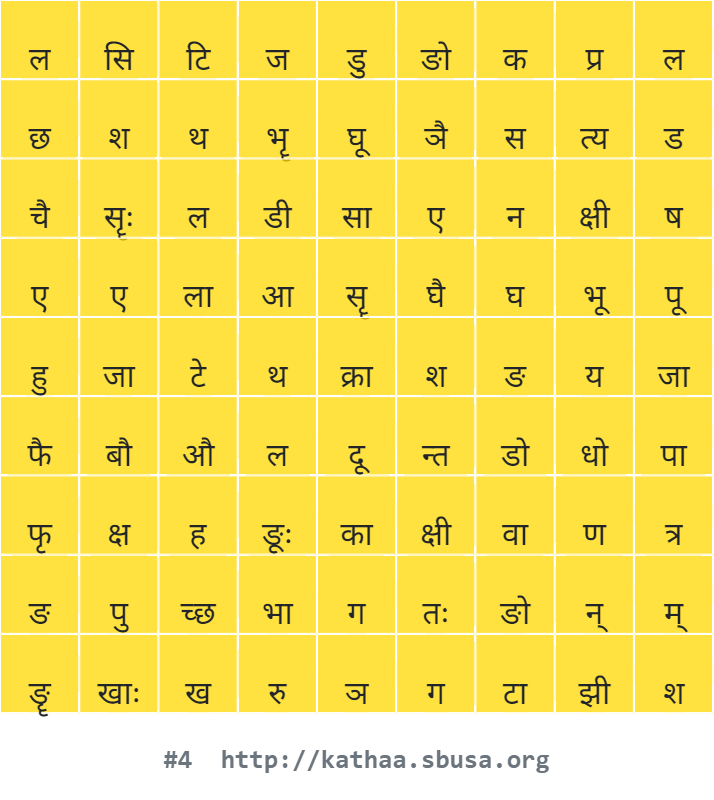 ल सि टि ज डु ङो क प्र ल
छ श थ भॄ घू ञै स त्य ड
चै सॄः ल डी सा ए न क्षी ष
ए ए ला आ सृ घै घ भू पू
हु जा टे थ क्रा श ङ य जा
फै बौ औ ल दू न्त डो धो पा
फृ क्ष ह ङूः का क्षी वा ण त्र
ङ पु च्छ भा ग तः ङो न् म्
ङॄ खाः ख रु ञ ग टा झी श
#4 http://kathaa.sbusa.org